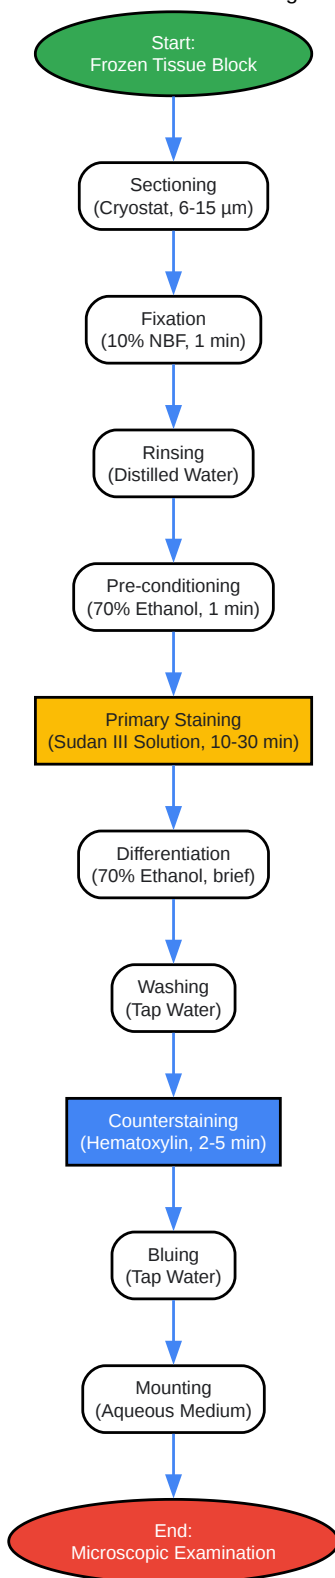 Start:
Frozen Tissue Block
Sectioning
(Cryostat, 6-15 µm)
Fixation
(10% NBF, 1 min)
Rinsing
(Distilled Water)
Pre-conditioning
(70% Ethanol, 1 min)
Primary Staining
(Sudan III Solution, 10-30 min)
Differentiation
(70% Ethanol, brief)
Washing
(Tap Water)
Counterstaining
(Hematoxylin, 2-5 min)
Bluing
(Tap Water)
Mounting
(Aqueous Medium)
End:
Microscopic Examination